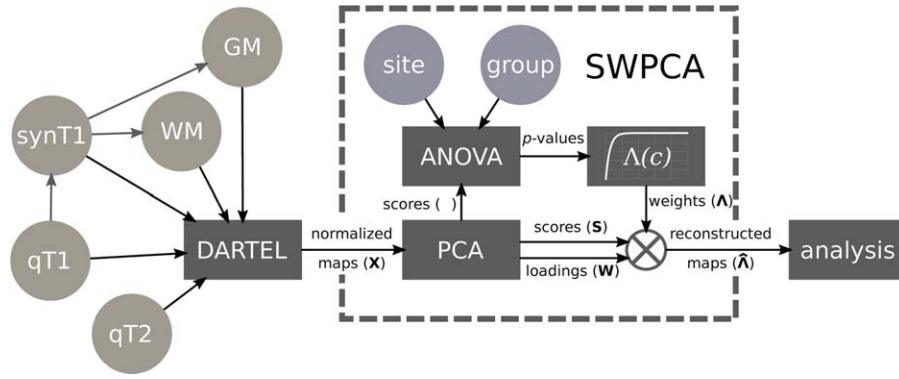 GM
site
group
SWPCA
synT1
WM
ANOVA
p-values
Λ(c)
scores ( )
weights (Λ)
qT1
DARTEL
normalized
maps (X)
PCA
scores (S)
loadings (W)
reconstructed
maps (Λ̂)
analysis
qT2